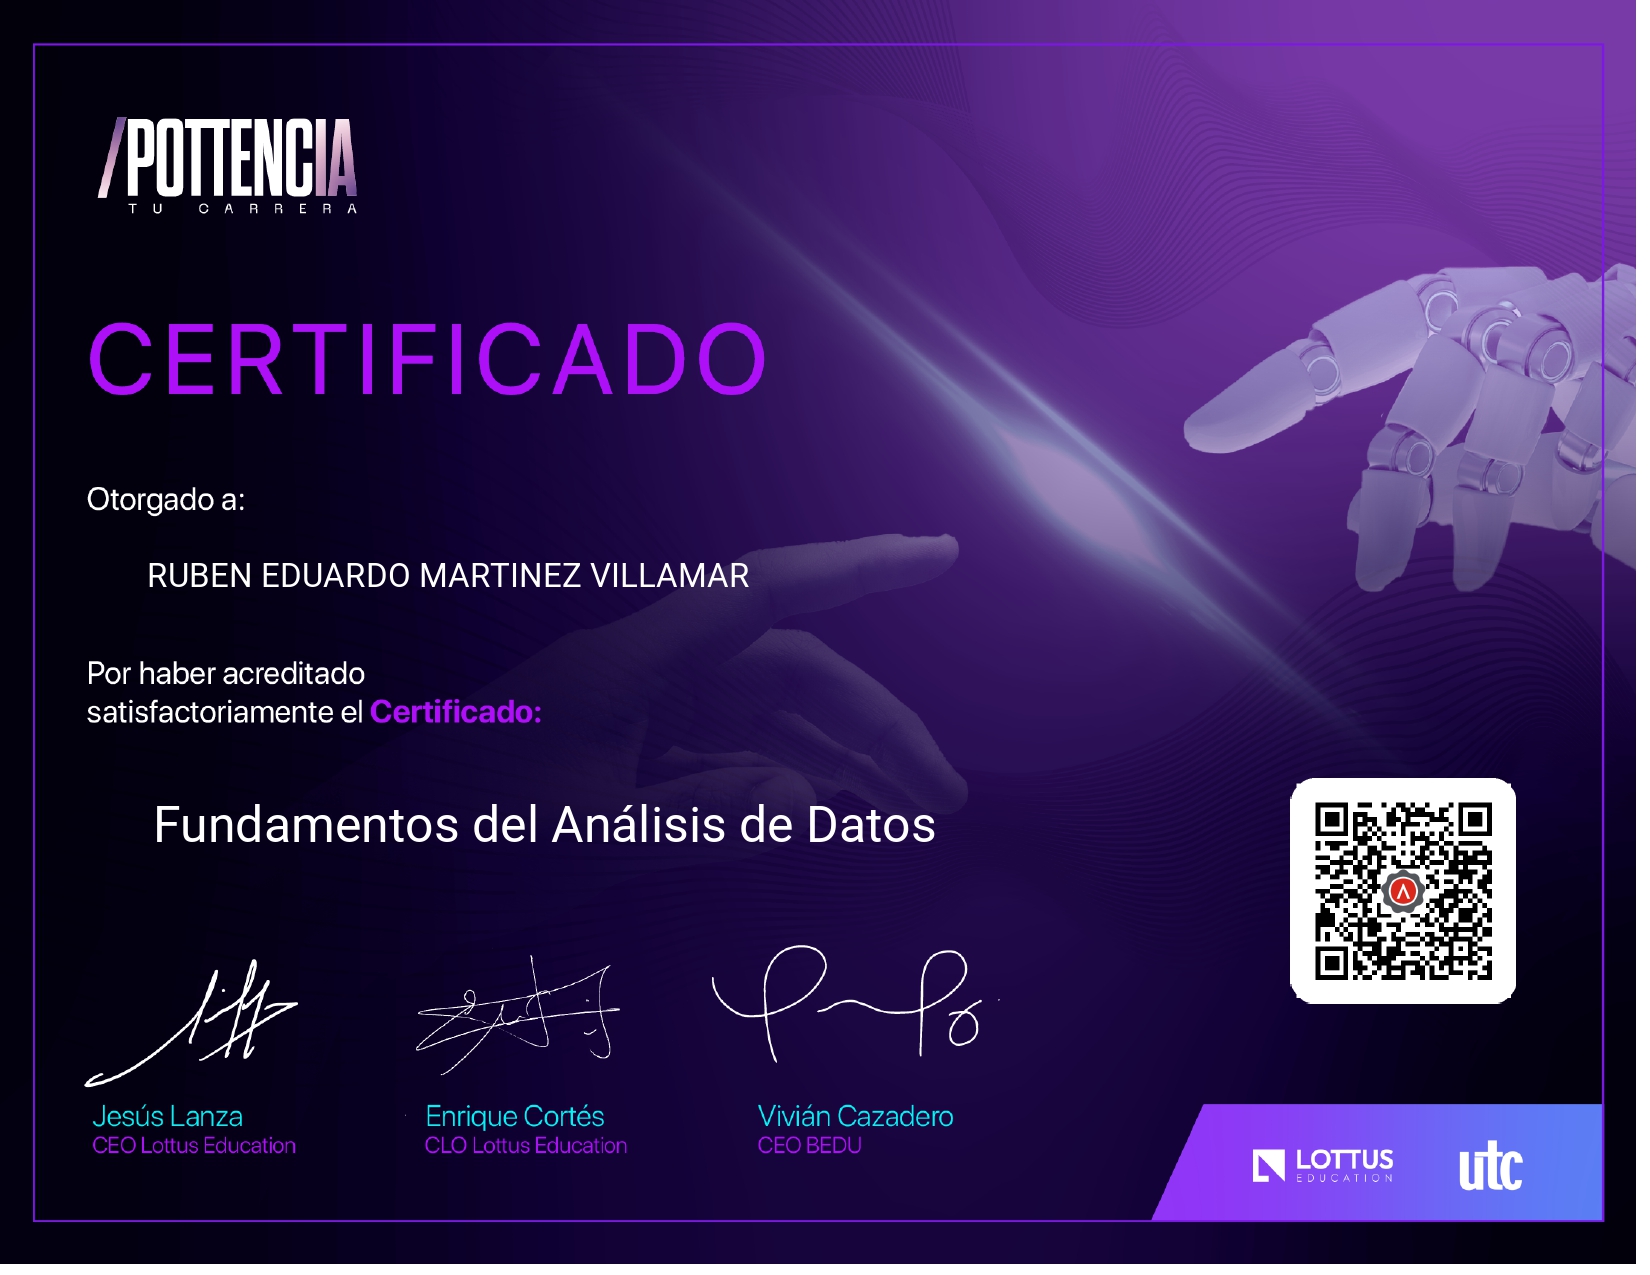 /POTTENCIA
TU CARRERA
CERTIFICADO
Otorgado a:
RUBEN EDUARDO MARTINEZ VILLAMAR
Por haber acreditado
satisfactoriamente el Certificado:
Fundamentos del Análisis de Datos
Jesús Lanza
CEO Lottus Education
Enrique Cortés
CLO Lottus Education
Vivián Cazadero
CEO BEDU
LOTTUS
EDUCATION
utc